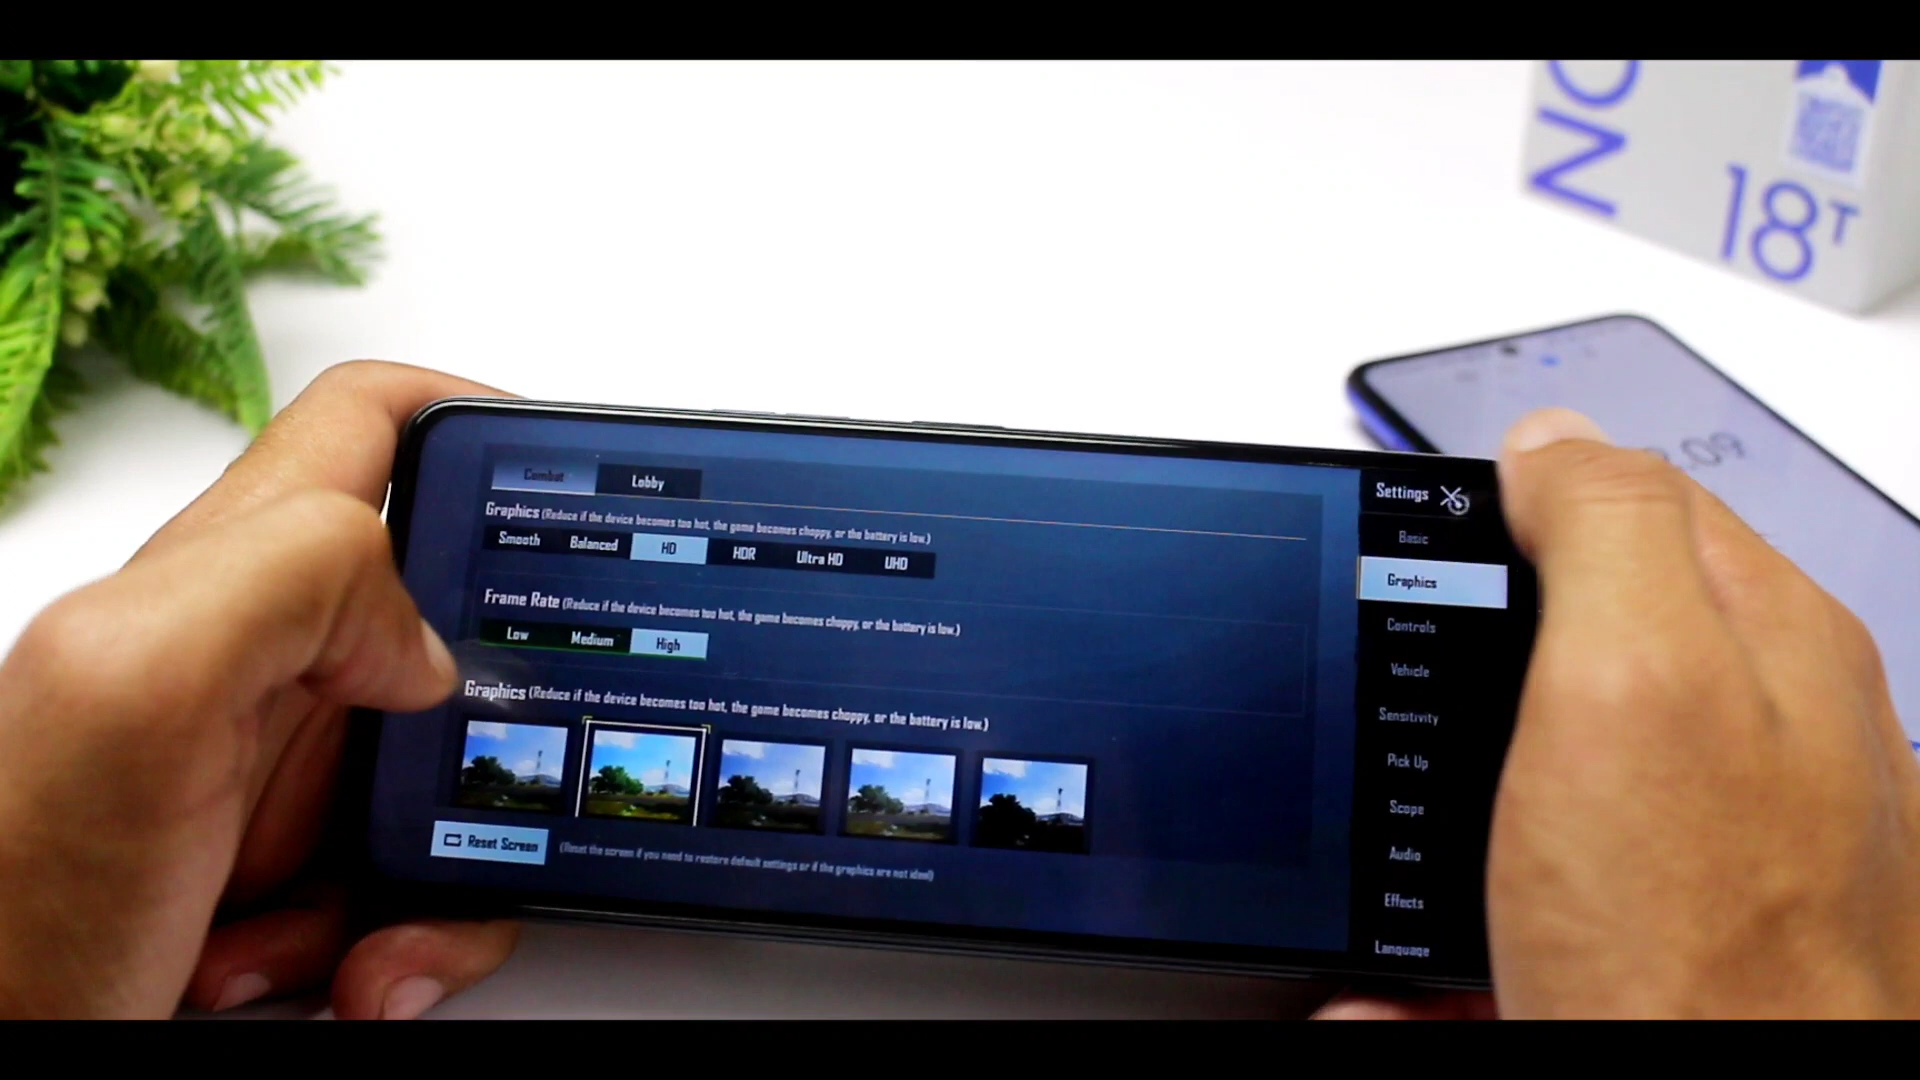 ON
18T
:09
Combat
Lobby
Settings
Graphics (Reduce if the device becomes too hot, the game becomes choppy, or the battery is low.)
Smooth
Balanced
HD
HDR
Ultra HD
UHD
Frame Rate (Reduce if the device becomes too hot, the game becomes choppy, or the battery is low.)
Low
Medium
High
Graphics (Reduce if the device becomes too hot, the game becomes choppy, or the battery is low.)
Reset Screen
(Reset the screen if you need to restore default settings or if the graphics are not ideal)
Basic
Graphics
Controls
Vehicle
Sensitivity
Pick Up
Scope
Audio
Effects
Language